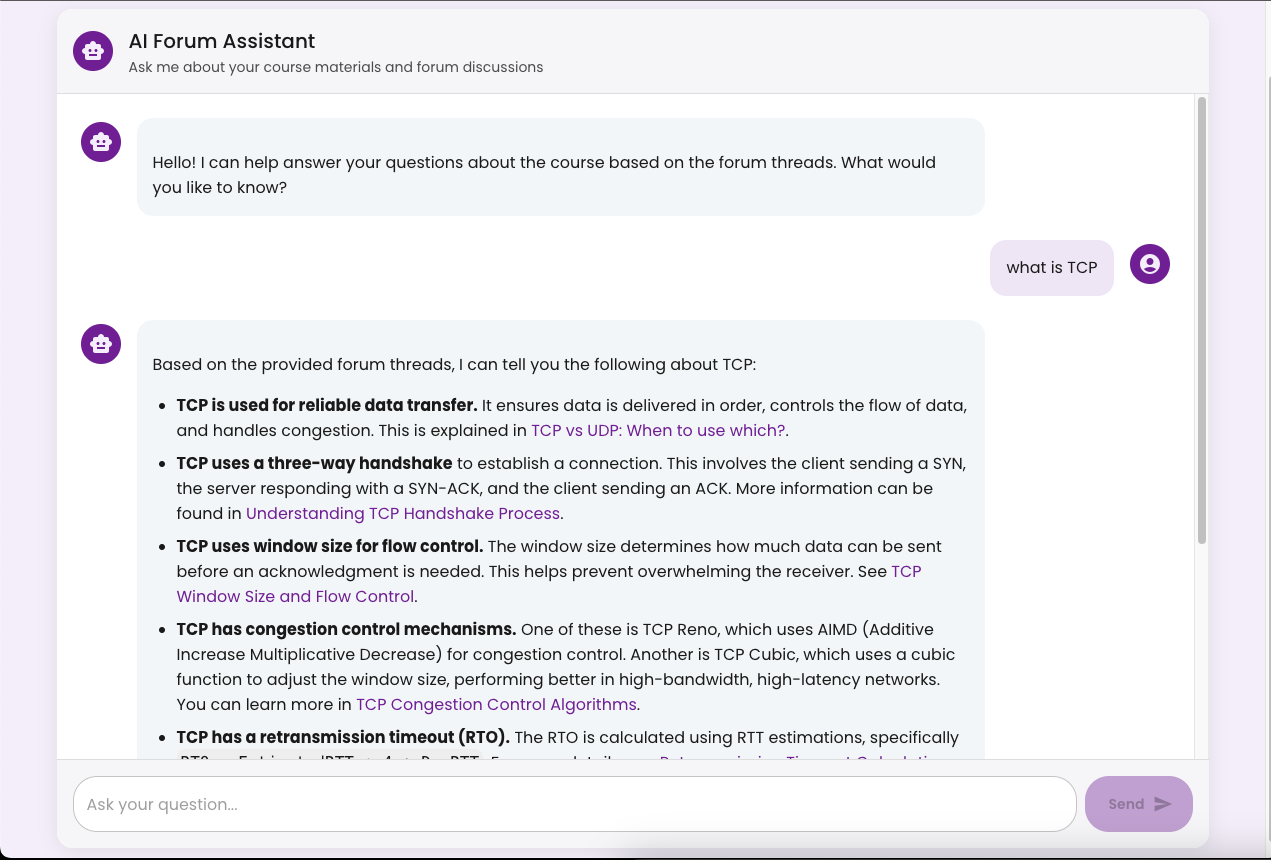 AI Forum Assistant
Ask me about your course materials and forum discussions
Hello! I can help answer your questions about the course based on the forum threads. What would
you like to know?
what is TCP
Based on the provided forum threads, I can tell you the following about TCP:
• TCP is used for reliable data transfer. It ensures data is delivered in order, controls the flow of data,
and handles congestion. This is explained in TCP vs UDP: When to use which?.
• TCP uses a three-way handshake to establish a connection. This involves the client sending a SYN,
the server responding with a SYN-ACK, and the client sending an ACK. More information can be
found in Understanding TCP Handshake Process.
• TCP uses window size for flow control. The window size determines how much data can be sent
before an acknowledgment is needed. This helps prevent overwhelming the receiver. See TCP
Window Size and Flow Control.
• TCP has congestion control mechanisms. One of these is TCP Reno, which uses AIMD (Additive
Increase Multiplicative Decrease) for congestion control. Another is TCP Cubic, which uses a cubic
function to adjust the window size, performing better in high-bandwidth, high-latency networks.
You can learn more in TCP Congestion Control Algorithms.
• TCP has a retransmission timeout (RTO). The RTO is calculated using RTT estimations, specifically
Ask your question...
Send